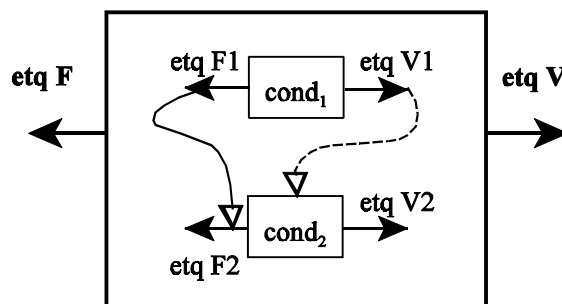 etq F1
etq V1
etq F
etq V
cond1
etq V2
cond2
etq F2